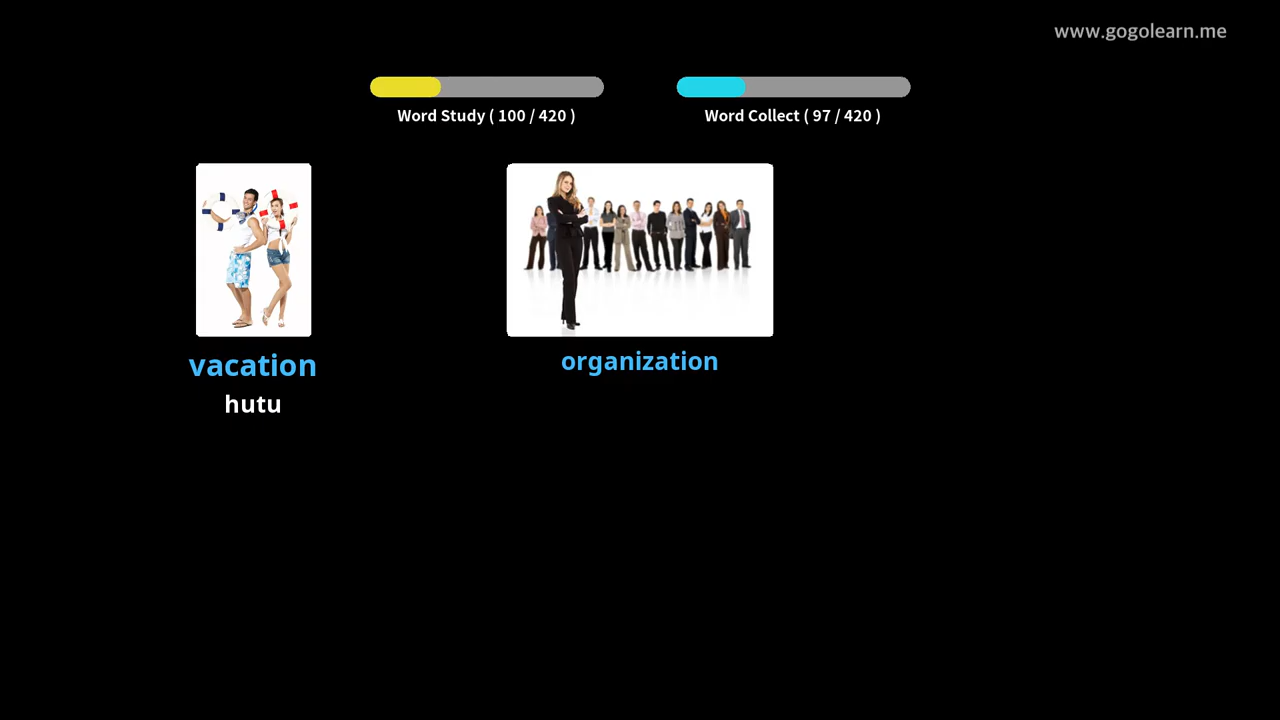 www.gogolearn.me
Word Study ( 100 / 420 )
Word Collect ( 97 / 420 )
vacation
hutu
organization